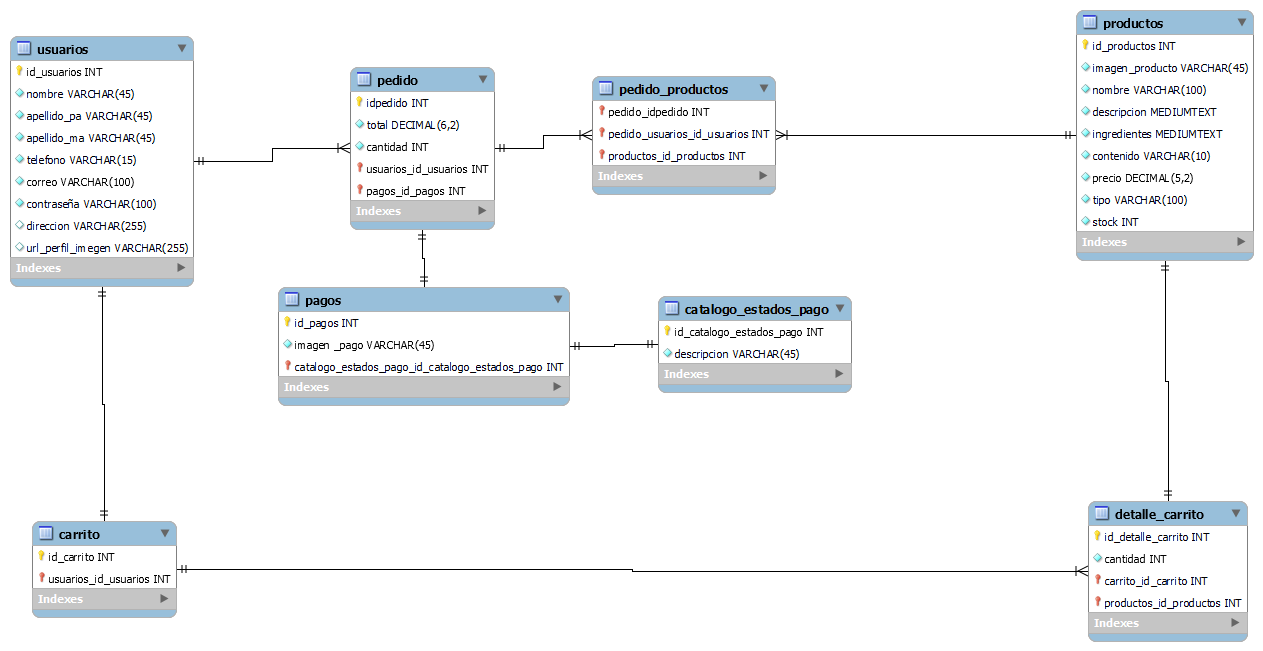 usuarios
id_usuarios INT
nombre VARCHAR(45)
apellido_pa VARCHAR(45)
apellido_ma VARCHAR(45)
telefono VARCHAR(15)
correo VARCHAR(100)
contraseña VARCHAR(100)
direccion VARCHAR(255)
url_perfil_imegen VARCHAR(255)
Indexes
pedido
idpedido INT
total DECIMAL(6,2)
cantidad INT
usuarios_id_usuarios INT
pagos_id_pagos INT
Indexes
pedido_productos
pedido_idpedido INT
pedido_usuarios_id_usuarios INT
productos_id_productos INT
Indexes
productos
id_productos INT
imagen_producto VARCHAR(45)
nombre VARCHAR(100)
descripcion MEDIUMTEXT
ingredientes MEDIUMTEXT
contenido VARCHAR(10)
precio DECIMAL(5,2)
tipo VARCHAR(100)
stock INT
Indexes
pagos
id_pagos INT
imagen _pago VARCHAR(45)
catalogo_estados_pago_id_catalogo_estados_pago INT
Indexes
catalogo_estados_pago
id_catalogo_estados_pago INT
descripcion VARCHAR(45)
Indexes
carrito
id_carrito INT
usuarios_id_usuarios INT
Indexes
detalle_carrito
id_detalle_carrito INT
cantidad INT
carrito_id_carrito INT
productos_id_productos INT
Indexes